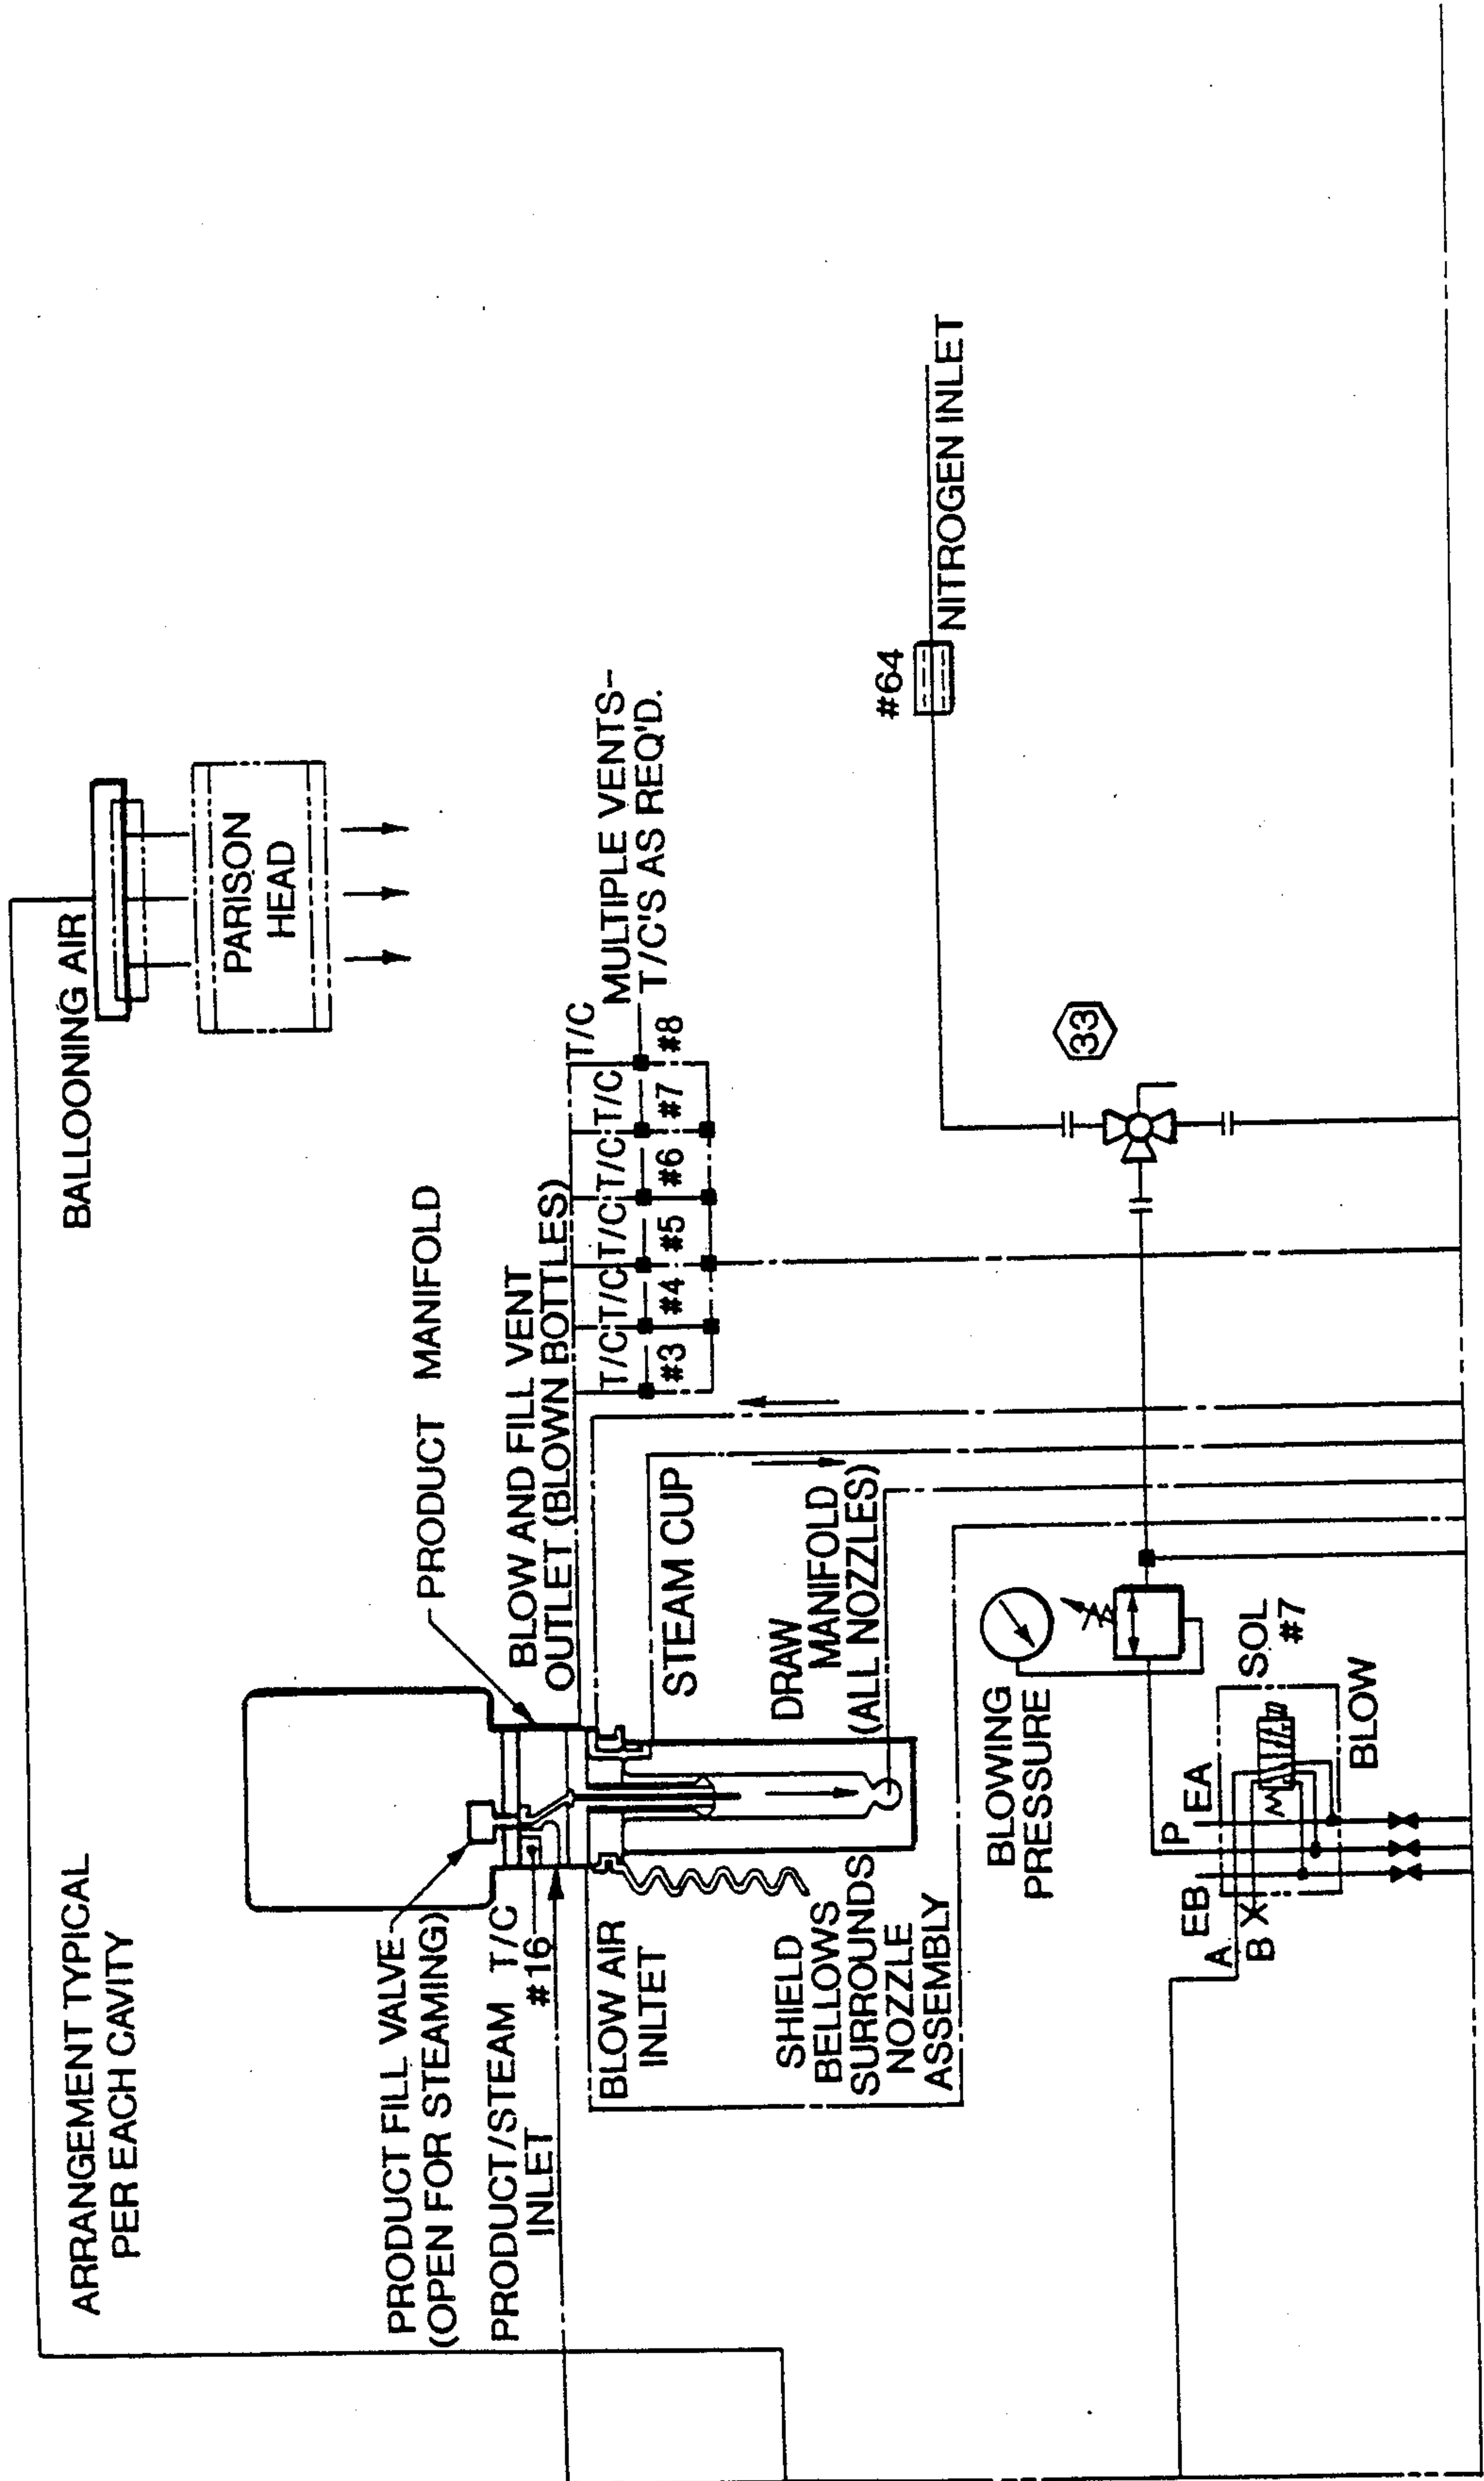 ARRANGEMENT TYPICAL
PER EACH CAVITY
BALLOONING AIR
PARISON
HEAD
PRODUCT FILL VALVE
(OPEN FOR STEAMING)
PRODUCT/STEAM T/C
INLET #16
PRODUCT MANIFOLD
BLOW AND FILL VENT
OUTLET (BLOWN BOTTLES)
T/C T/C T/C T/C T/C T/C
#3 #4 #5 #6 #7 #8
MULTIPLE VENTS-
T/C'S AS REQ'D.
BLOW AIR
INLTET
STEAM CUP
SHIELD
BELLOWS
SURROUNDS
NOZZLE
ASSEMBLY
DRAW
MANIFOLD
(ALL NOZZLES)
#64
NITROGEN INLET
33
BLOWING
PRESSURE
SOL
#7
EB P EA
A
B X
BLOW